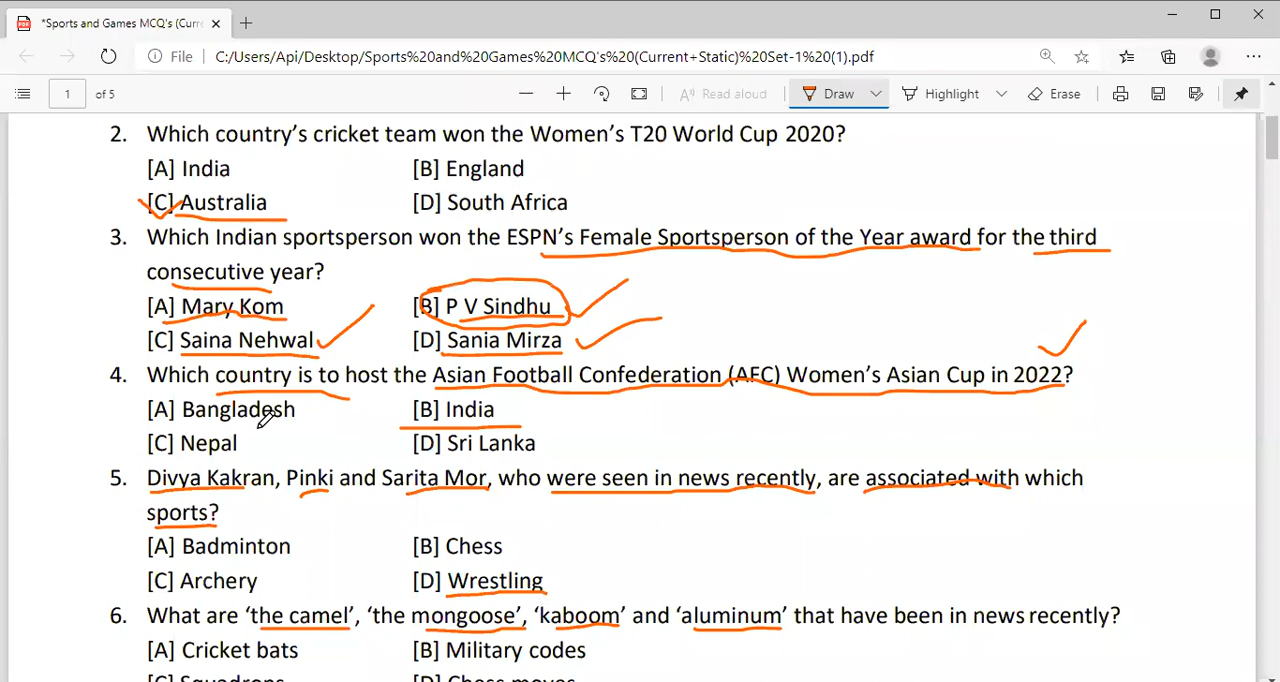 *Sports and Games MCQ's (Curr
File C:/Users/Api/Desktop/Sports%20and%20Games%20MCQ's%20(Current+Static)%20Set-1%20(1).pdf
1 of 5 Read aloud Draw Highlight Erase
2. Which country's cricket team won the Women's T20 World Cup 2020?
[A] India [B] England
[C] Australia [D] South Africa
3. Which Indian sportsperson won the ESPN's Female Sportsperson of the Year award for the third
consecutive year?
[A] Mary Kom [B] P V Sindhu
[C] Saina Nehwal [D] Sania Mirza
4. Which country is to host the Asian Football Confederation (AFC) Women's Asian Cup in 2022?
[A] Bangladesh [B] India
[C] Nepal [D] Sri Lanka
5. Divya Kakran, Pinki and Sarita Mor, who were seen in news recently, are associated with which
sports?
[A] Badminton [B] Chess
[C] Archery [D] Wrestling
6. What are 'the camel', 'the mongoose', 'kaboom' and 'aluminum' that have been in news recently?
[A] Cricket bats [B] Military codes
[C] Squadrons [D] Chess moves